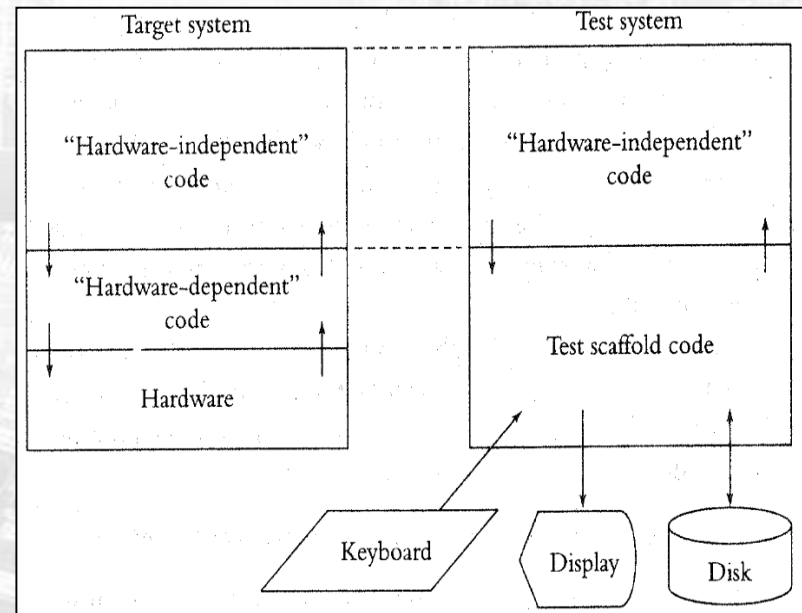 Target system
Test system
“Hardware-independent”
code
“Hardware-independent”
code
“Hardware-dependent”
code
Test scaffold code
Hardware
Keyboard
Display
Disk